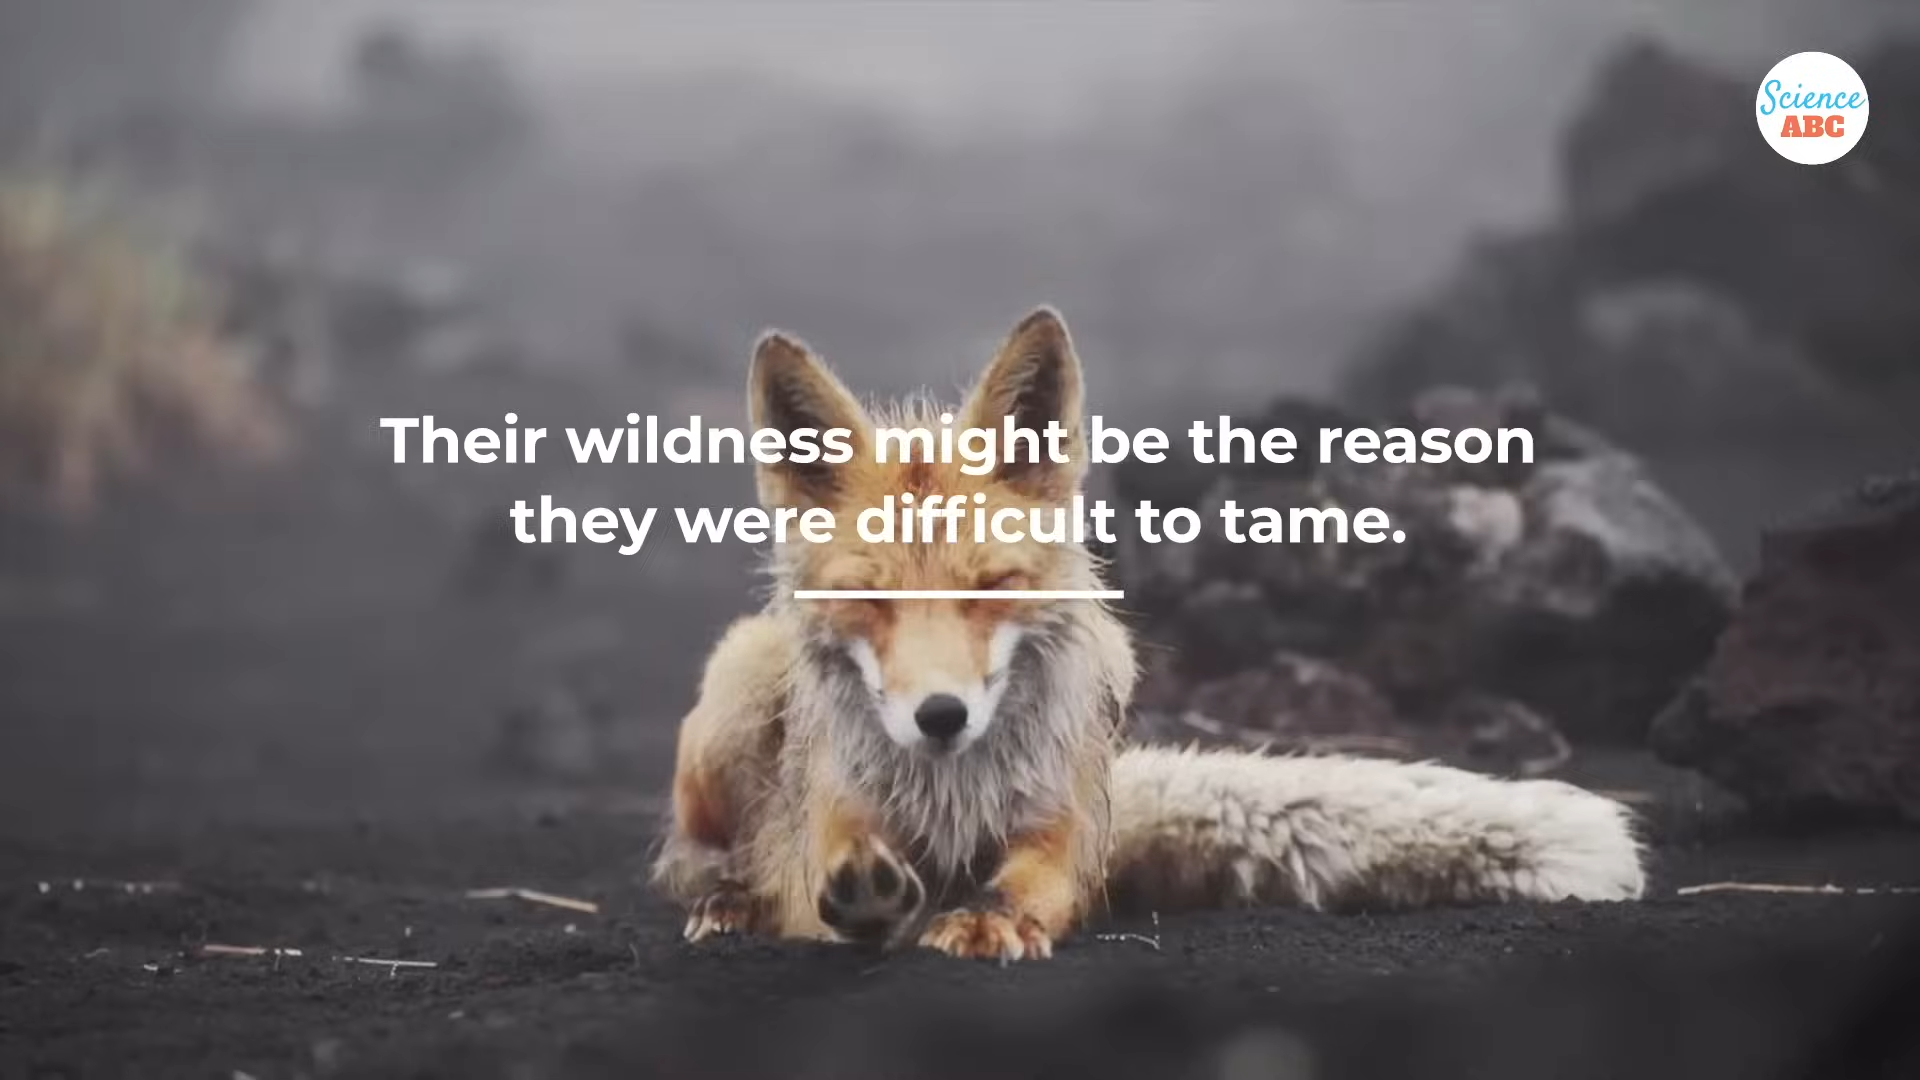 Science
ABC
Their wildness might be the reason
they were difficult to tame.